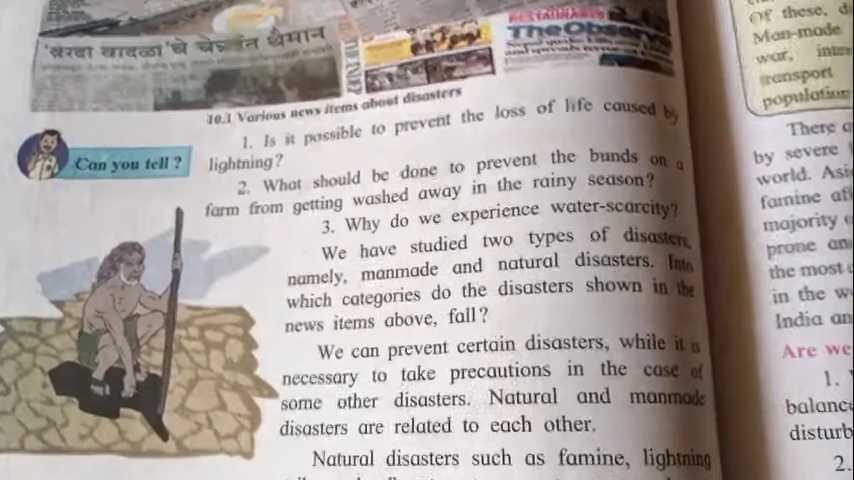 'वरदा वादळा'चे चेन्नईत थैमान
RESTAURANTS
The Observer
10.1 Various news items about disasters
Can you tell ?
1. Is it possible to prevent the loss of life caused by
lightning?
2. What should be done to prevent the bunds on a
farm from getting washed away in the rainy season?
3. Why do we experience water-scarcity?
We have studied two types of disasters,
namely, manmade and natural disasters. Into
which categories do the disasters shown in the
news items above, fall?
We can prevent certain disasters, while it is
necessary to take precautions in the case of
some other disasters. Natural and manmade
disasters are related to each other.
Natural disasters such as famine, lightning
Of these, d
Man-made
war, inte
transport
population
There a
by severe
world. Asi
famine af
majority o
prone an
the most
in the w
India an
Are we
1.
balance
disturb
2.